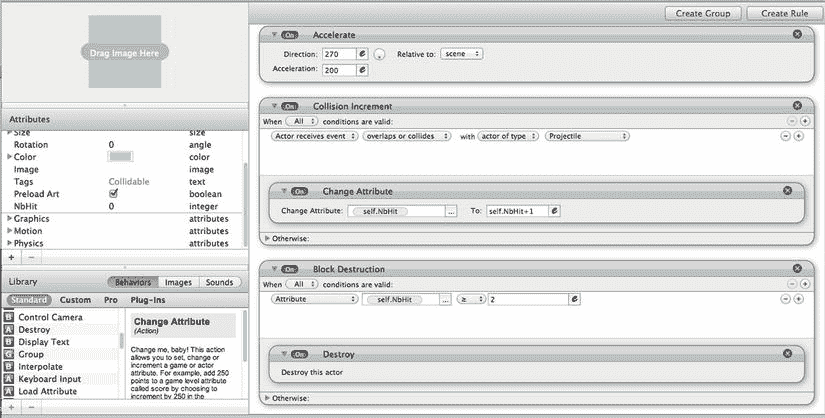 Create Group
Create Rule
Drag Image Here
Attributes
Size size
Rotation 0 angle
Color color
Image image
Tags Collidable text
Preload Art boolean
NbHit 0 integer
Graphics attributes
Motion attributes
Physics attributes
+ −
Library Behaviors Images Sounds
Standard Custom Pro Plug-Ins
B Control Camera
A Destroy
B Display Text
G Group
B Interpolate
A Keyboard Input
A Load Attribute
Change Attribute
(Action)
Change me, baby! This action
allows you to set, change or
increment a game or actor
attribute. For example, add 250
points to a game level attribute
called score by choosing to
increment by 250 in the
+ −
On Accelerate
Direction: 270 e Relative to: scene
Acceleration: 200 e
On Collision Increment
When All conditions are valid:
Actor receives event overlaps or collides with actor of type Projectile
On Change Attribute
Change Attribute: self.NbHit ... To: self.NbHit+1 e
Otherwise:
On Block Destruction
When All conditions are valid:
Attribute self.NbHit ... ≥ 2 e
On Destroy
Destroy this actor
Otherwise: